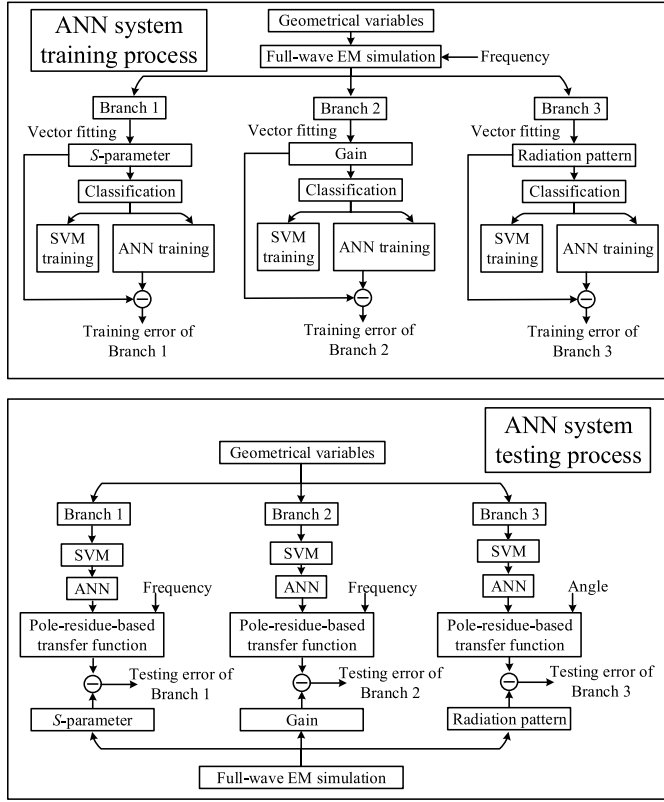 ANN system
training process
Geometrical variables
Full-wave EM simulation
Frequency
Branch 1
Branch 2
Branch 3
Vector fitting
Vector fitting
Vector fitting
S-parameter
Gain
Radiation pattern
Classification
Classification
Classification
SVM
training
ANN training
SVM
training
ANN training
SVM
training
ANN training
Training error of
Branch 1
Training error of
Branch 2
Training error of
Branch 3
ANN system
testing process
Geometrical variables
Branch 1
Branch 2
Branch 3
SVM
SVM
SVM
ANN
ANN
ANN
Frequency
Frequency
Angle
Pole-residue-based
transfer function
Pole-residue-based
transfer function
Pole-residue-based
transfer function
Testing error of
Branch 1
Testing error of
Branch 2
Testing error of
Branch 3
S-parameter
Gain
Radiation pattern
Full-wave EM simulation